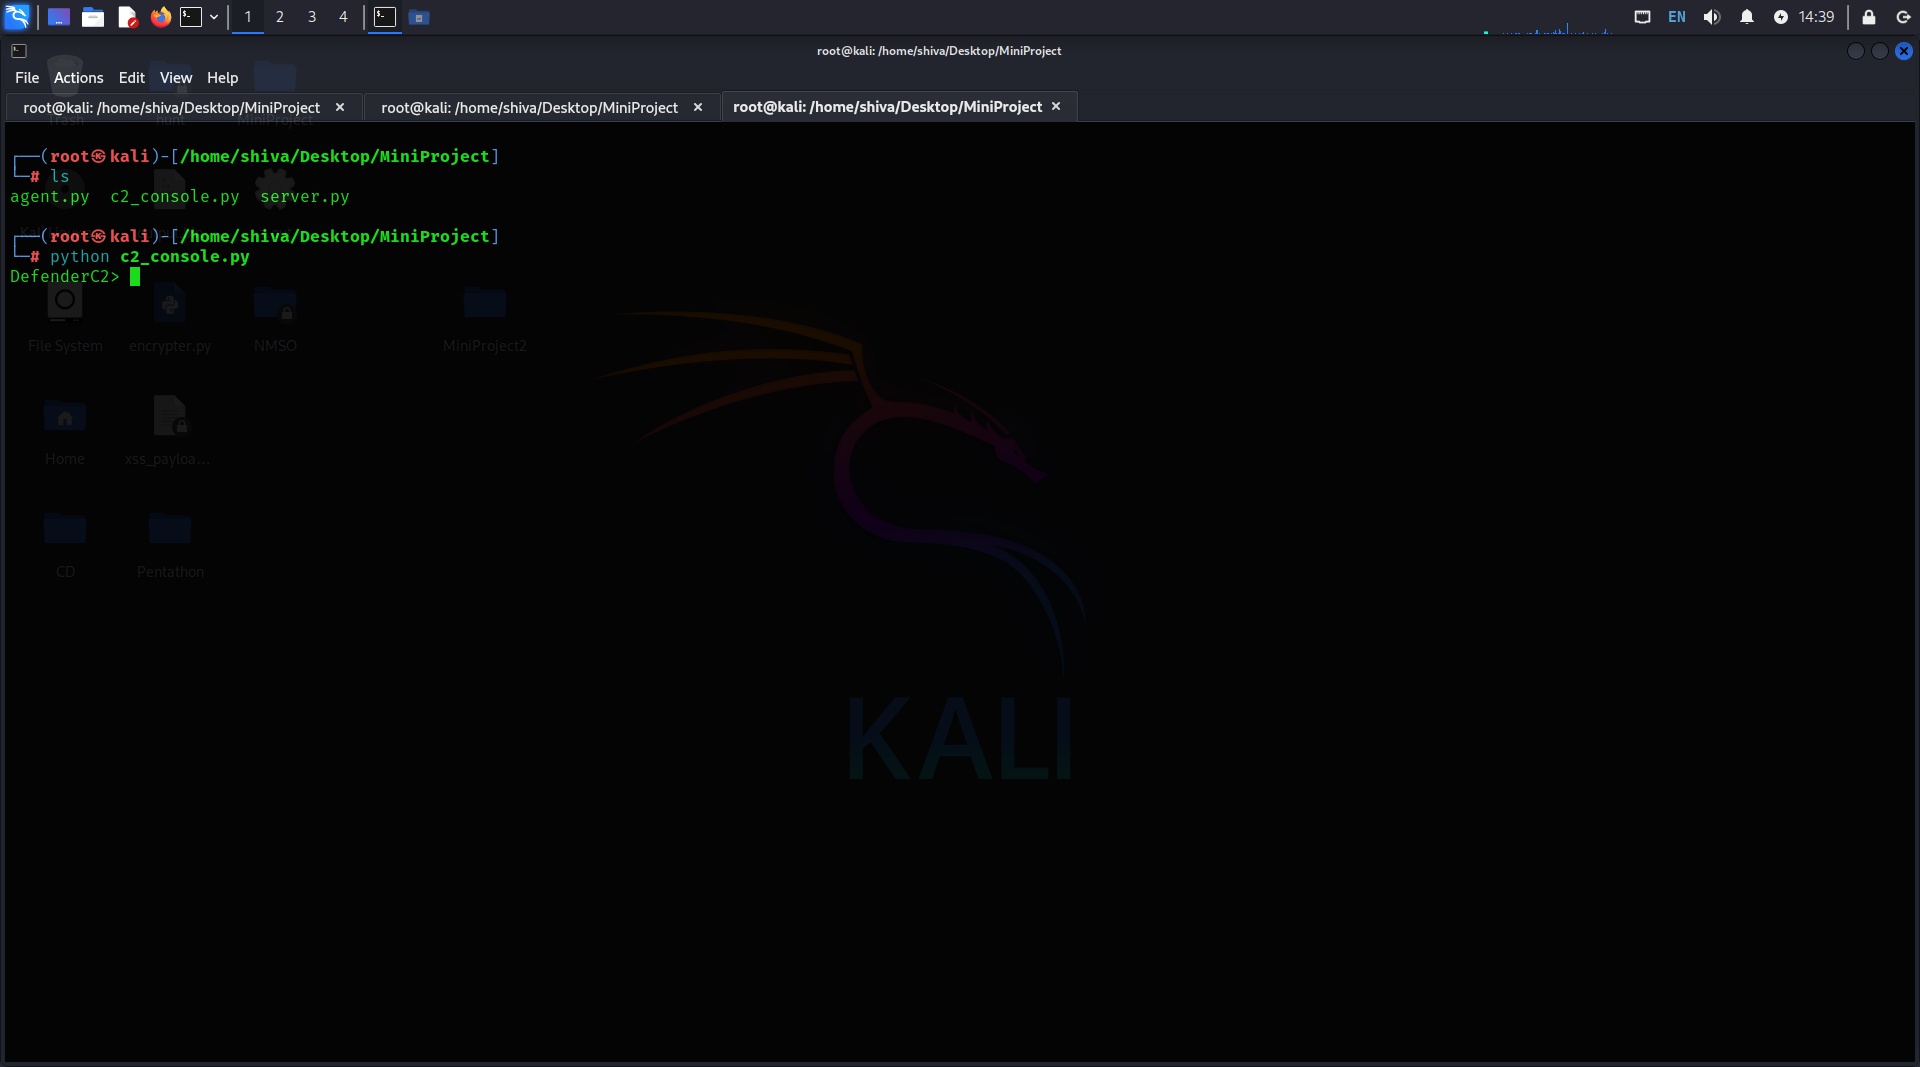 1 2 3 4 EN 14:39
root@kali: /home/shiva/Desktop/MiniProject
File Actions Edit View Help
root@kali: /home/shiva/Desktop/MiniProject × root@kali: /home/shiva/Desktop/MiniProject × root@kali: /home/shiva/Desktop/MiniProject ×
Trash hunt MiniProject
┌──(root㉿kali)-[/home/shiva/Desktop/MiniProject]
└─# ls
agent.py c2_console.py server.py
┌──(root㉿kali)-[/home/shiva/Desktop/MiniProject]
└─# python c2_console.py
DefenderC2>
File System encrypter.py NMSO MiniProject2
Home xss_payloa...
CD Pentathon
KALI